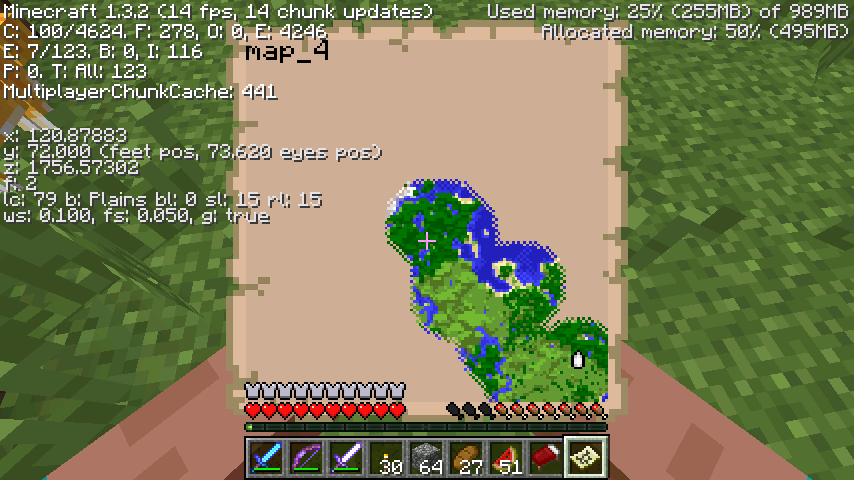 Minecraft 1.3.2 (14 fps, 14 chunk updates)
Used memory: 25% (255MB) of 989MB
C: 100/4624, F: 278, O: 0, E: 4246
Allocated memory: 50% (495MB)
E: 7/123, B: 0, I: 116
map_4
P: 0, T: All: 123
MultiplayerChunkCache: 441
x: 120.87883
y: 72.000 (feet pos, 73.620 eyes pos)
z: 1756.57302
f: 2
lc: 79 b: Plains bl: 0 sl: 15 rl: 15
ws: 0.100, fs: 0.050, g: true
30 64 27 51